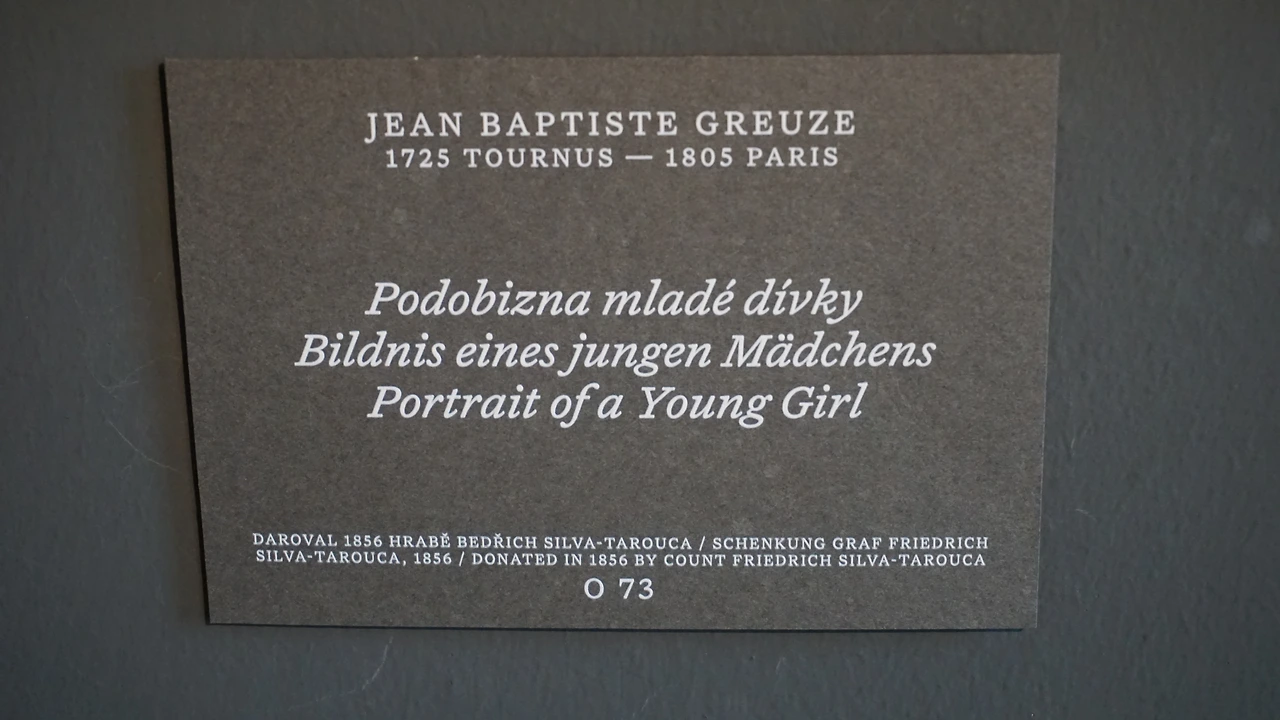 JEAN BAPTISTE GREUZE
1725 TOURNUS — 1805 PARIS
Podobizna mladé dívky
Bildnis eines jungen Mädchens
Portrait of a Young Girl
DAROVAL 1856 HRABĚ BEDŘICH SILVA-TAROUCA / SCHENKUNG GRAF FRIEDRICH
SILVA-TAROUCA, 1856 / DONATED IN 1856 BY COUNT FRIEDRICH SILVA-TAROUCA
O 73